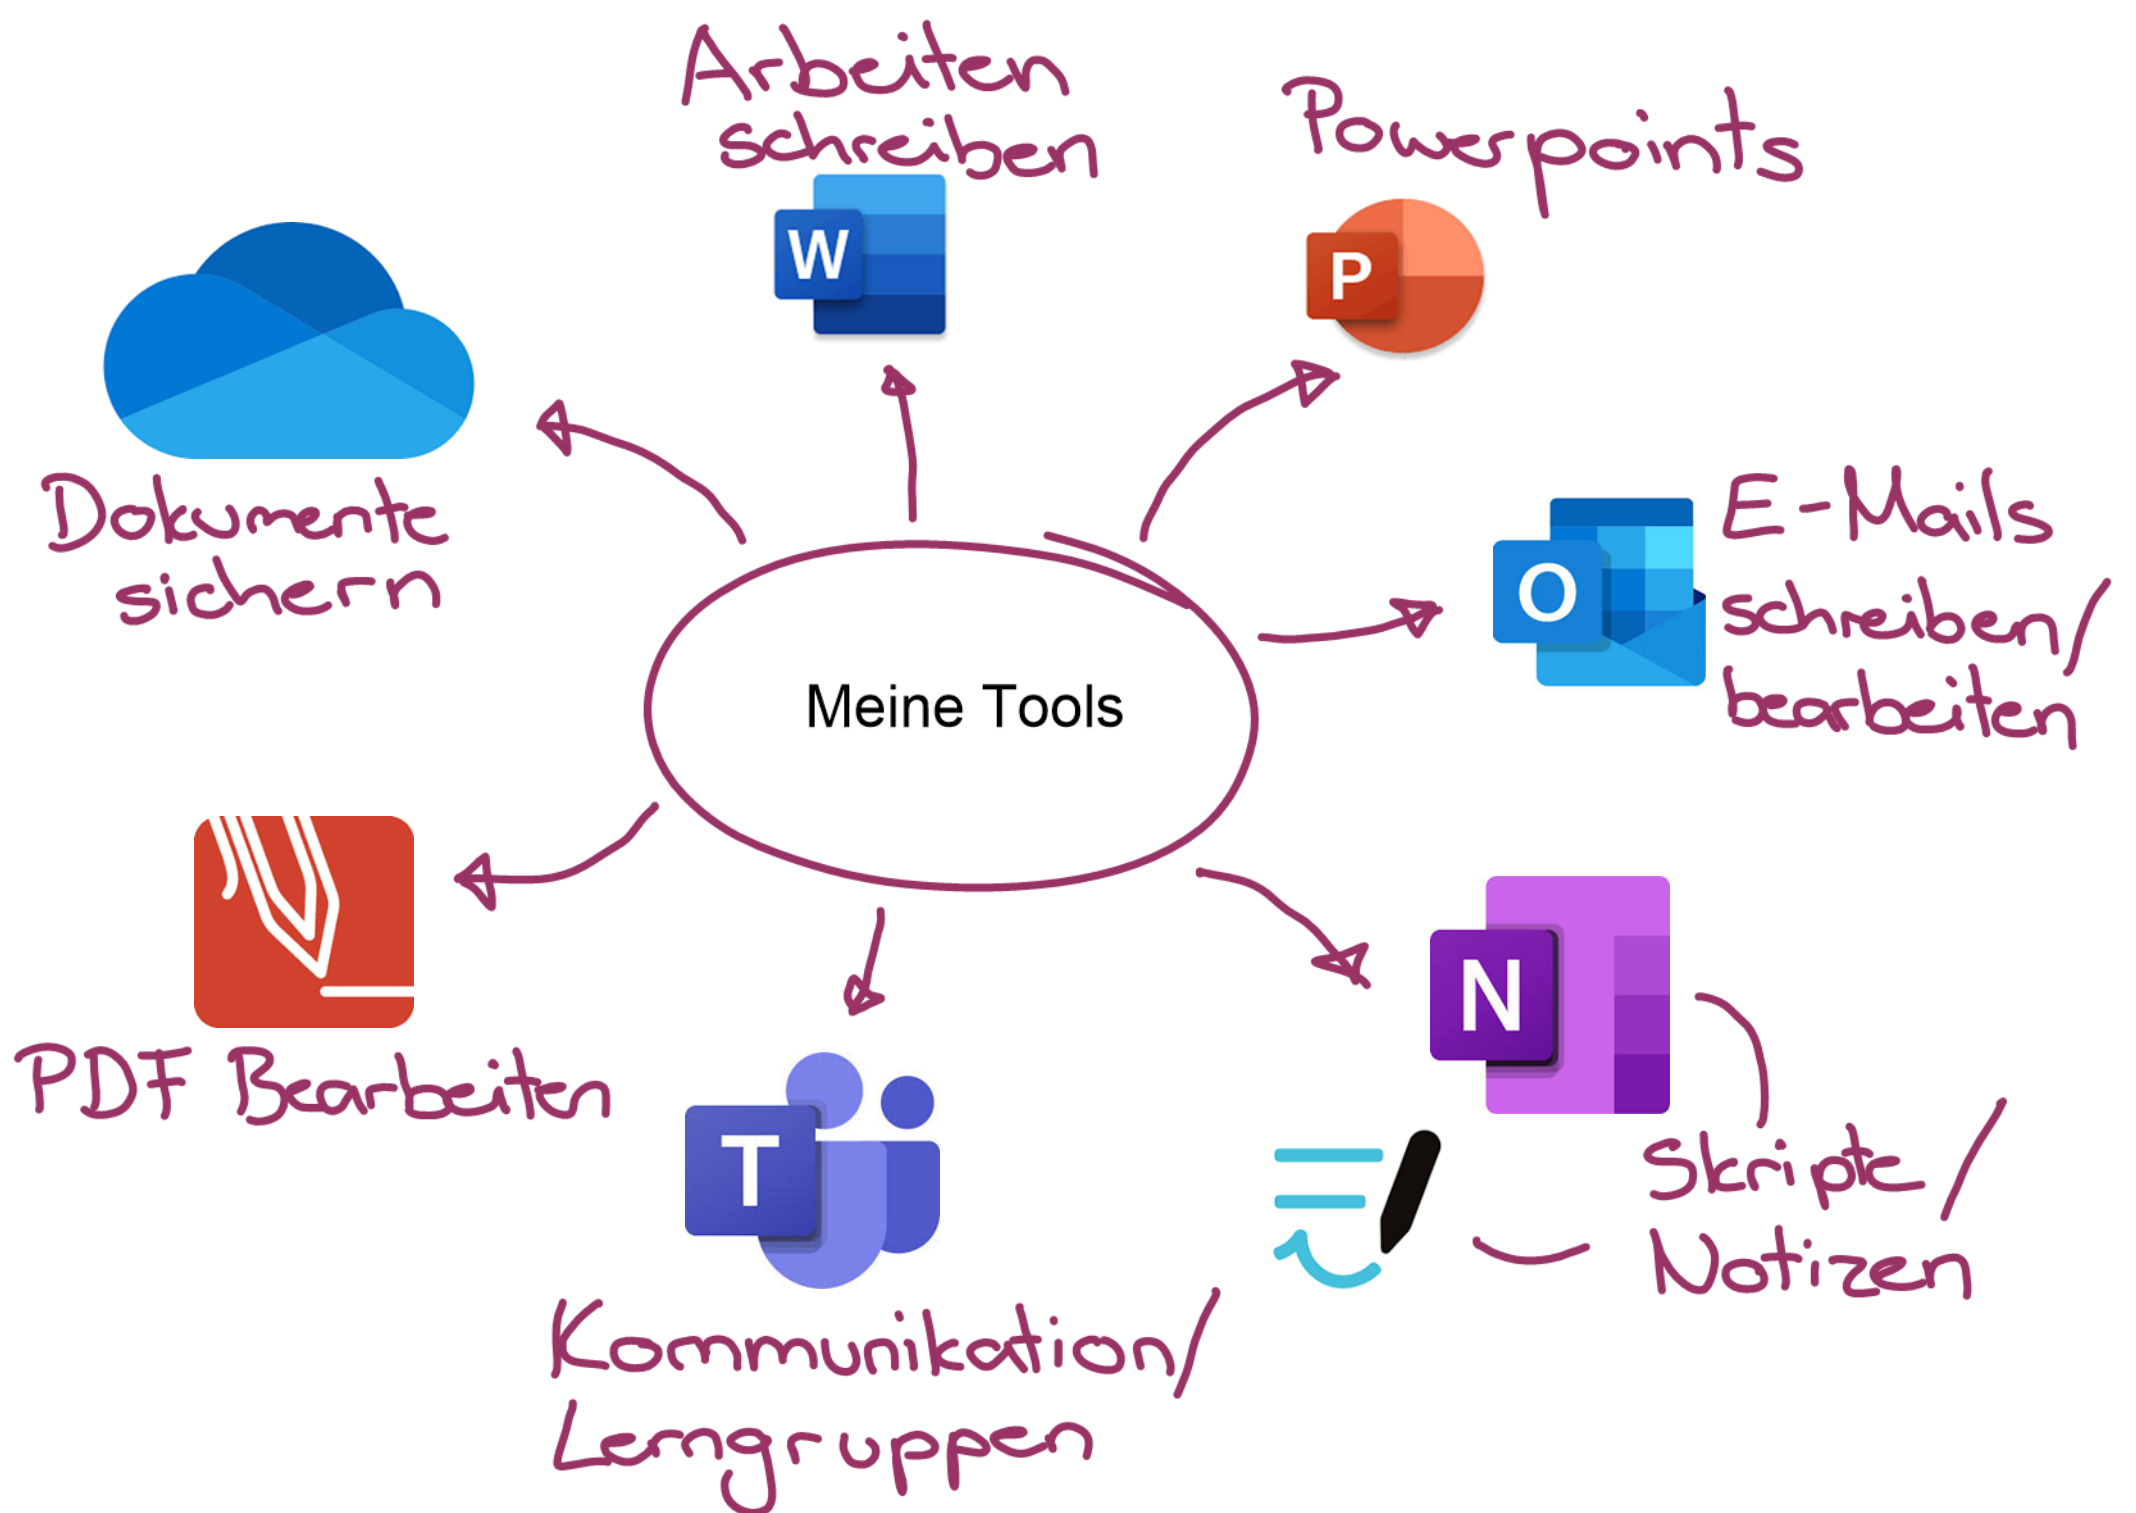 Arbeiten
schreiben
Powerpoints
W
P
Dokumente
sichern
E-Mails
schreiben/
bearbeiten
O
Meine Tools
PDF Bearbeiten
N
T
Skripte/
Notizen
Kommunikation/
Lerngruppen